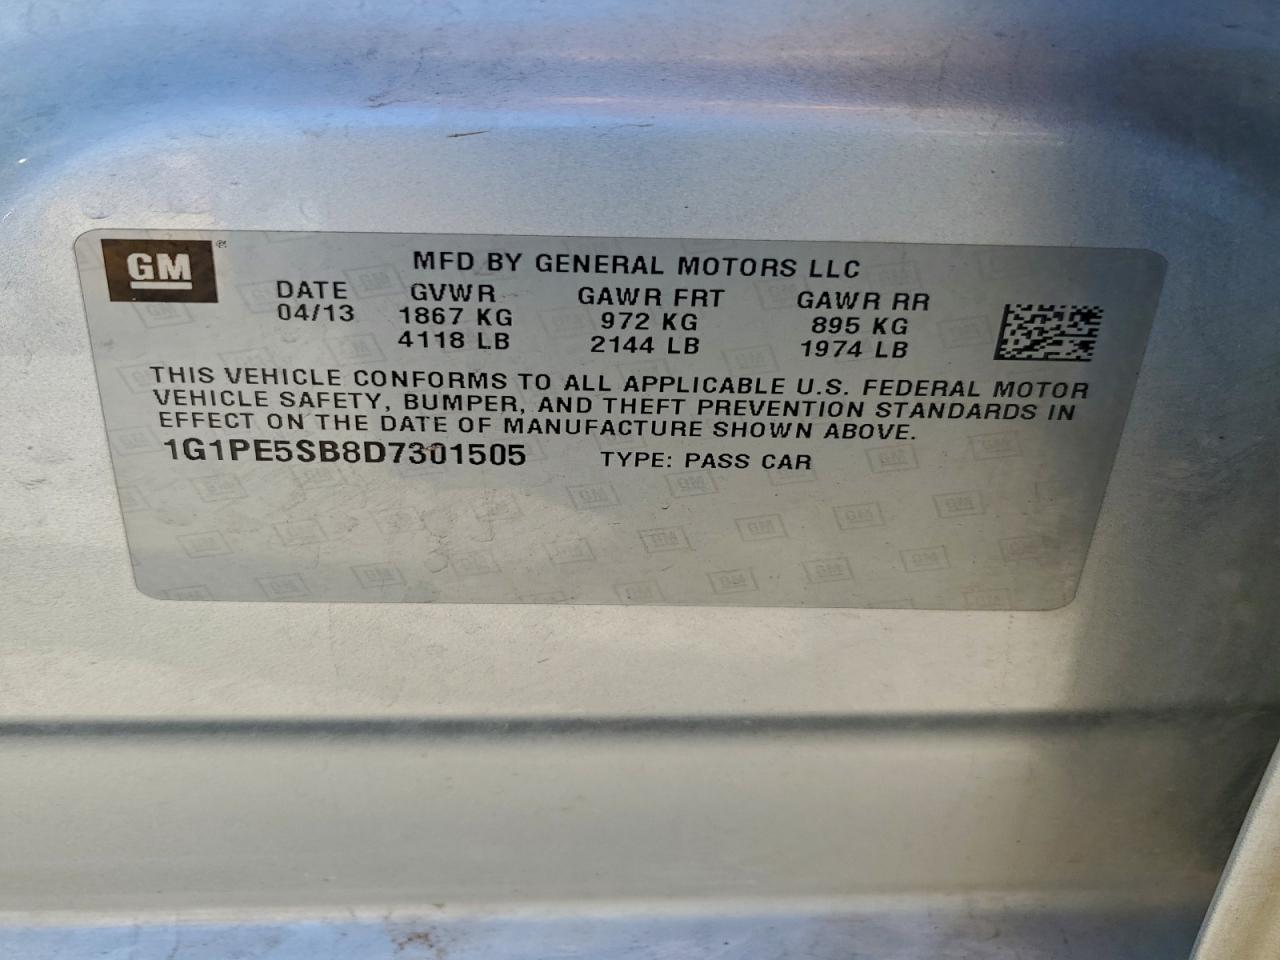 GM®
MFD BY GENERAL MOTORS LLC
DATE GVWR GAWR FRT GAWR RR
04/13 1867 KG 972 KG 895 KG
4118 LB 2144 LB 1974 LB
THIS VEHICLE CONFORMS TO ALL APPLICABLE U.S. FEDERAL MOTOR
VEHICLE SAFETY, BUMPER, AND THEFT PREVENTION STANDARDS IN
EFFECT ON THE DATE OF MANUFACTURE SHOWN ABOVE.
1G1PE5SB8D7301505 TYPE: PASS CAR